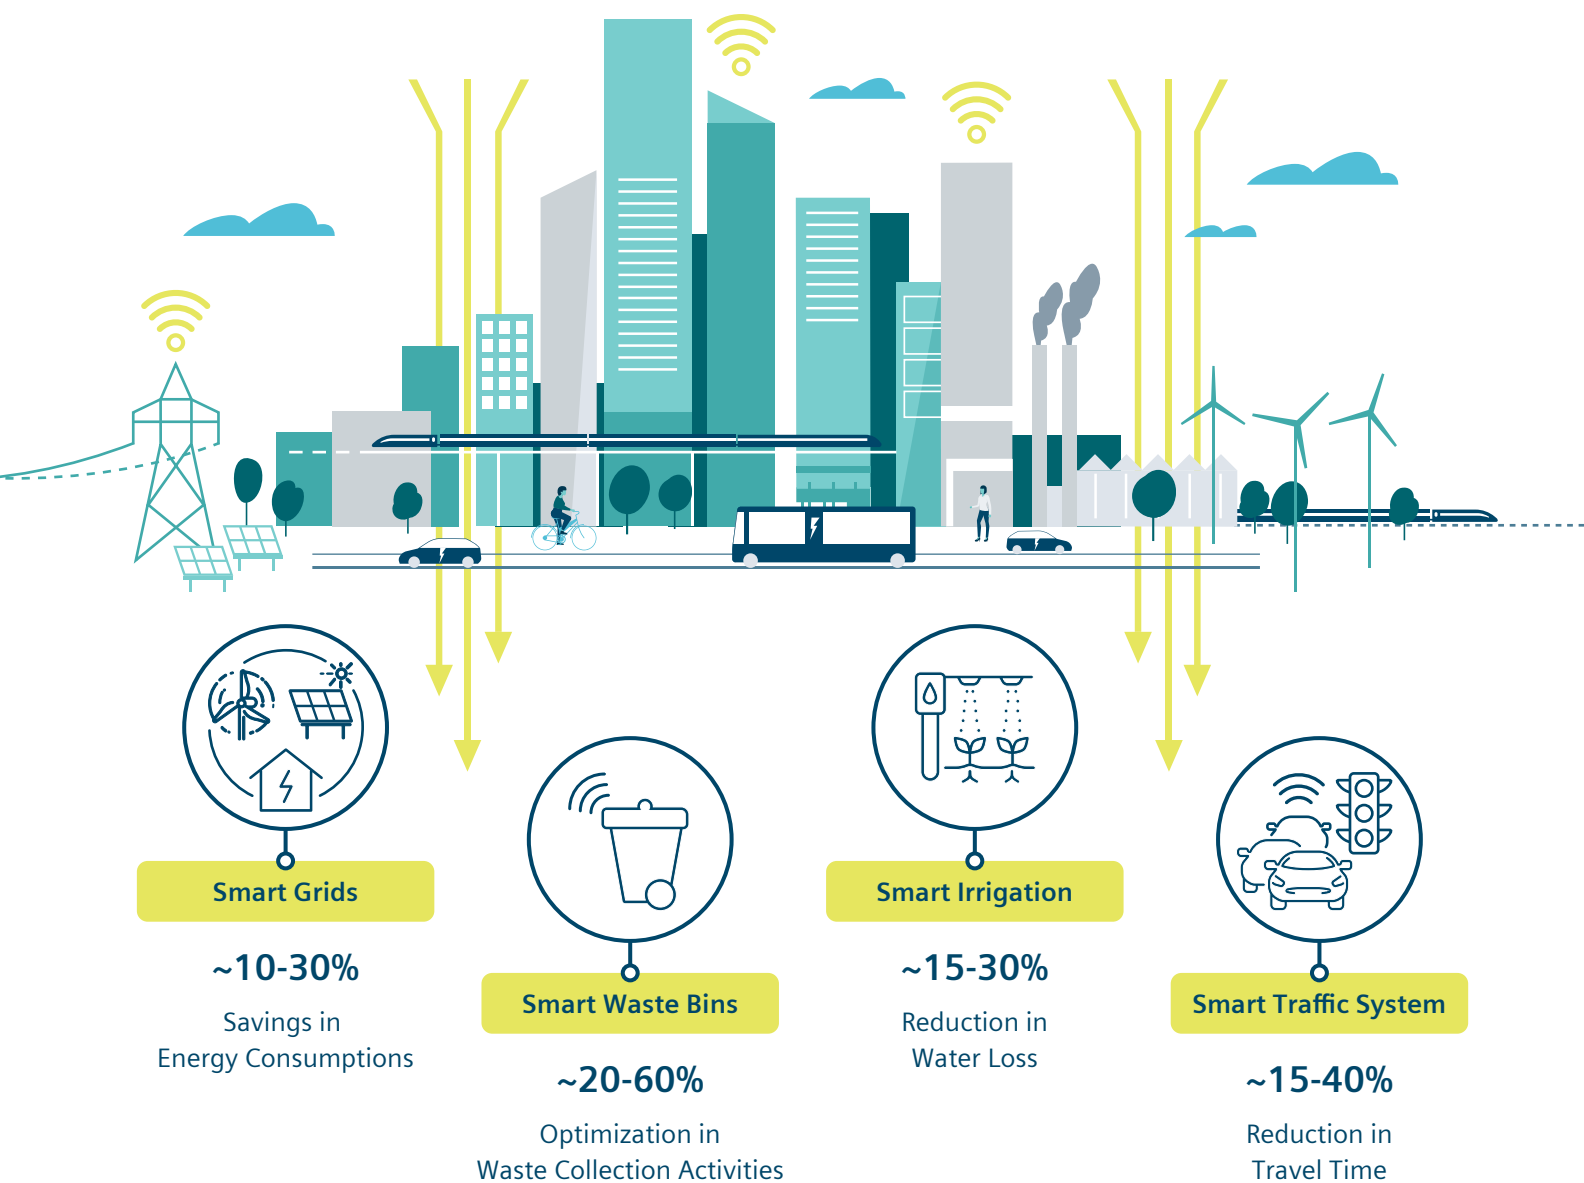 Smart Grids
~10-30%
Savings in
Energy Consumptions
Smart Waste Bins
~20-60%
Optimization in
Waste Collection Activities
Smart Irrigation
~15-30%
Reduction in
Water Loss
Smart Traffic System
~15-40%
Reduction in
Travel Time